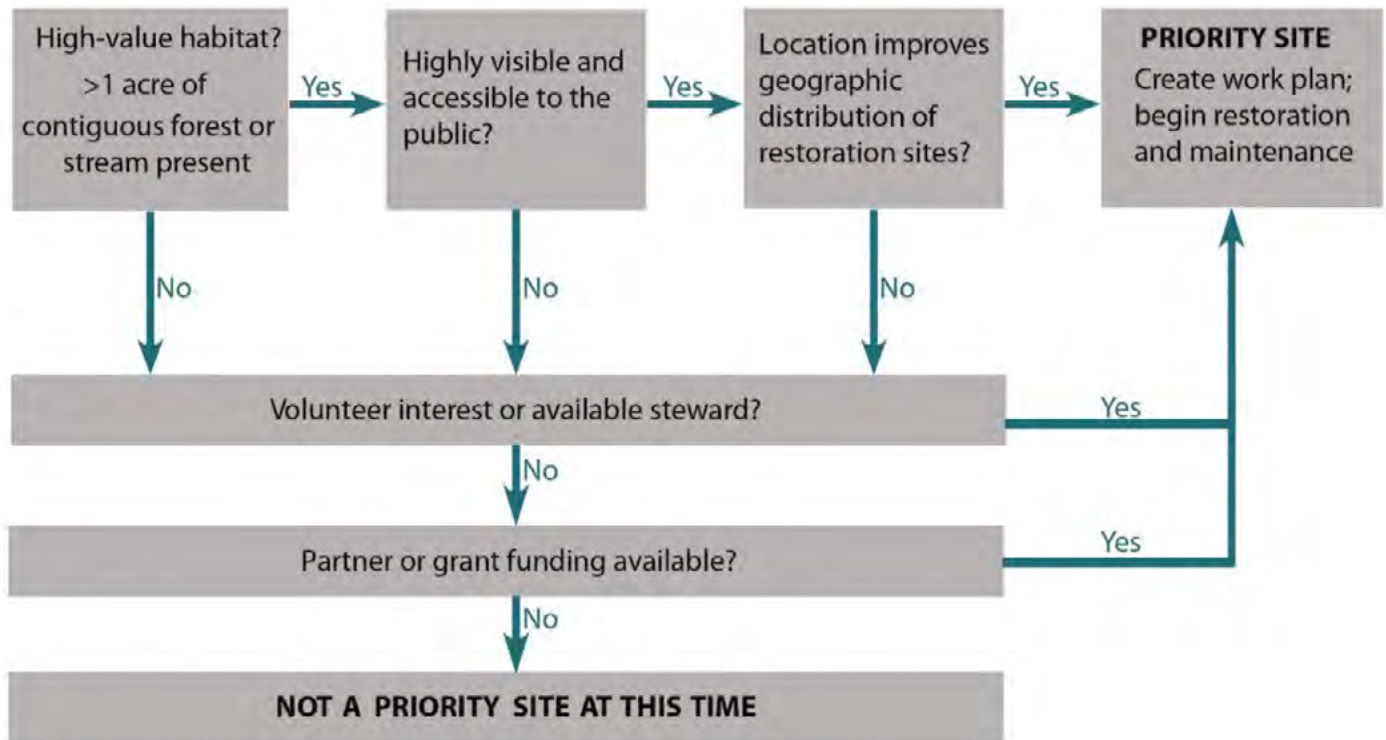 High-value habitat?
>1 acre of
contiguous forest or
stream present
Yes
Highly visible and
accessible to the
public?
Yes
Location improves
geographic
distribution of
restoration sites?
Yes
PRIORITY SITE
Create work plan;
begin restoration
and maintenance
No
No
No
Volunteer interest or available steward?
Yes
No
Partner or grant funding available?
Yes
No
NOT A PRIORITY SITE AT THIS TIME